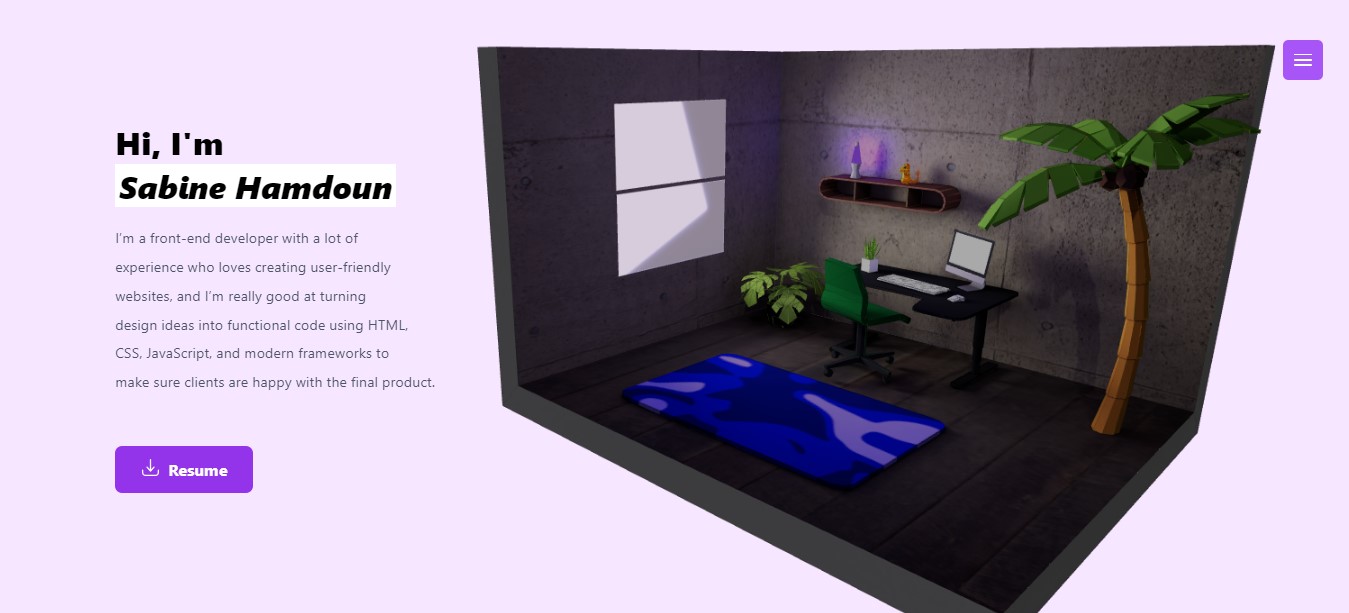 Hi, I'm
Sabine Hamdoun
I’m a front-end developer with a lot of
experience who loves creating user-friendly
websites, and I’m really good at turning
design ideas into functional code using HTML,
CSS, JavaScript, and modern frameworks to
make sure clients are happy with the final product.
Resume